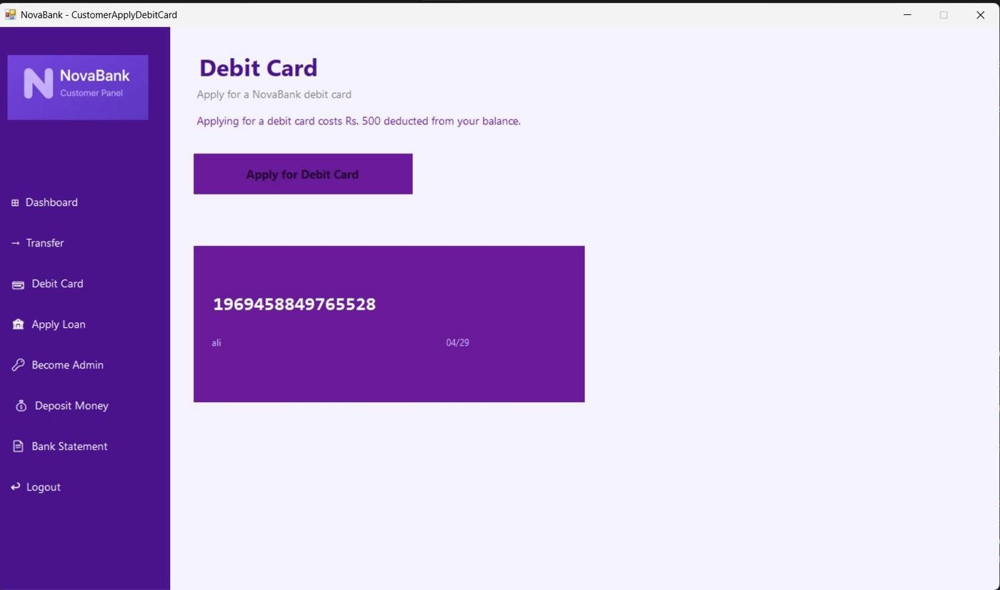 NovaBank - CustomerApplyDebitCard
NovaBank
Customer Panel
Dashboard
Transfer
Debit Card
Apply Loan
Become Admin
Deposit Money
Bank Statement
Logout
Debit Card
Apply for a NovaBank debit card
Applying for a debit card costs Rs. 500 deducted from your balance.
Apply for Debit Card
1969458849765528
ali 04/29